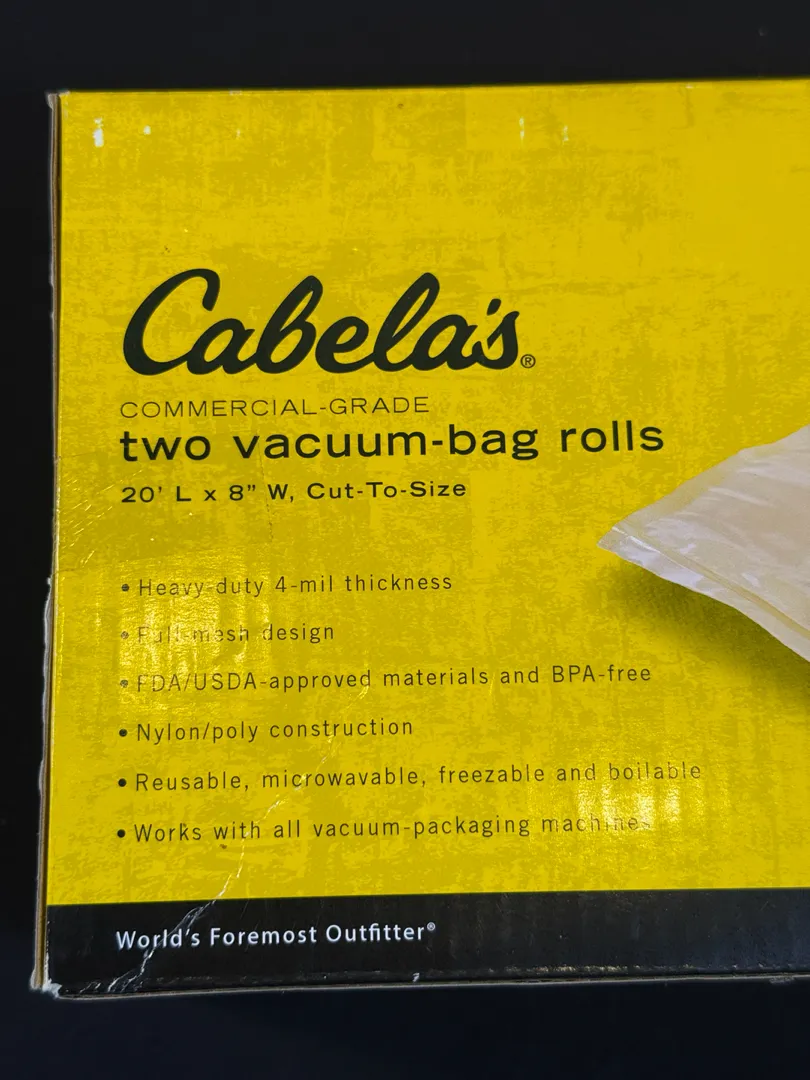 Cabela's®
COMMERCIAL-GRADE
two vacuum-bag rolls
20' L x 8" W, Cut-To-Size
• Heavy-duty 4-mil thickness
• Full-mesh design
• FDA/USDA-approved materials and BPA-free
• Nylon/poly construction
• Reusable, microwavable, freezable and boilable
• Works with all vacuum-packaging machines
World's Foremost Outfitter®